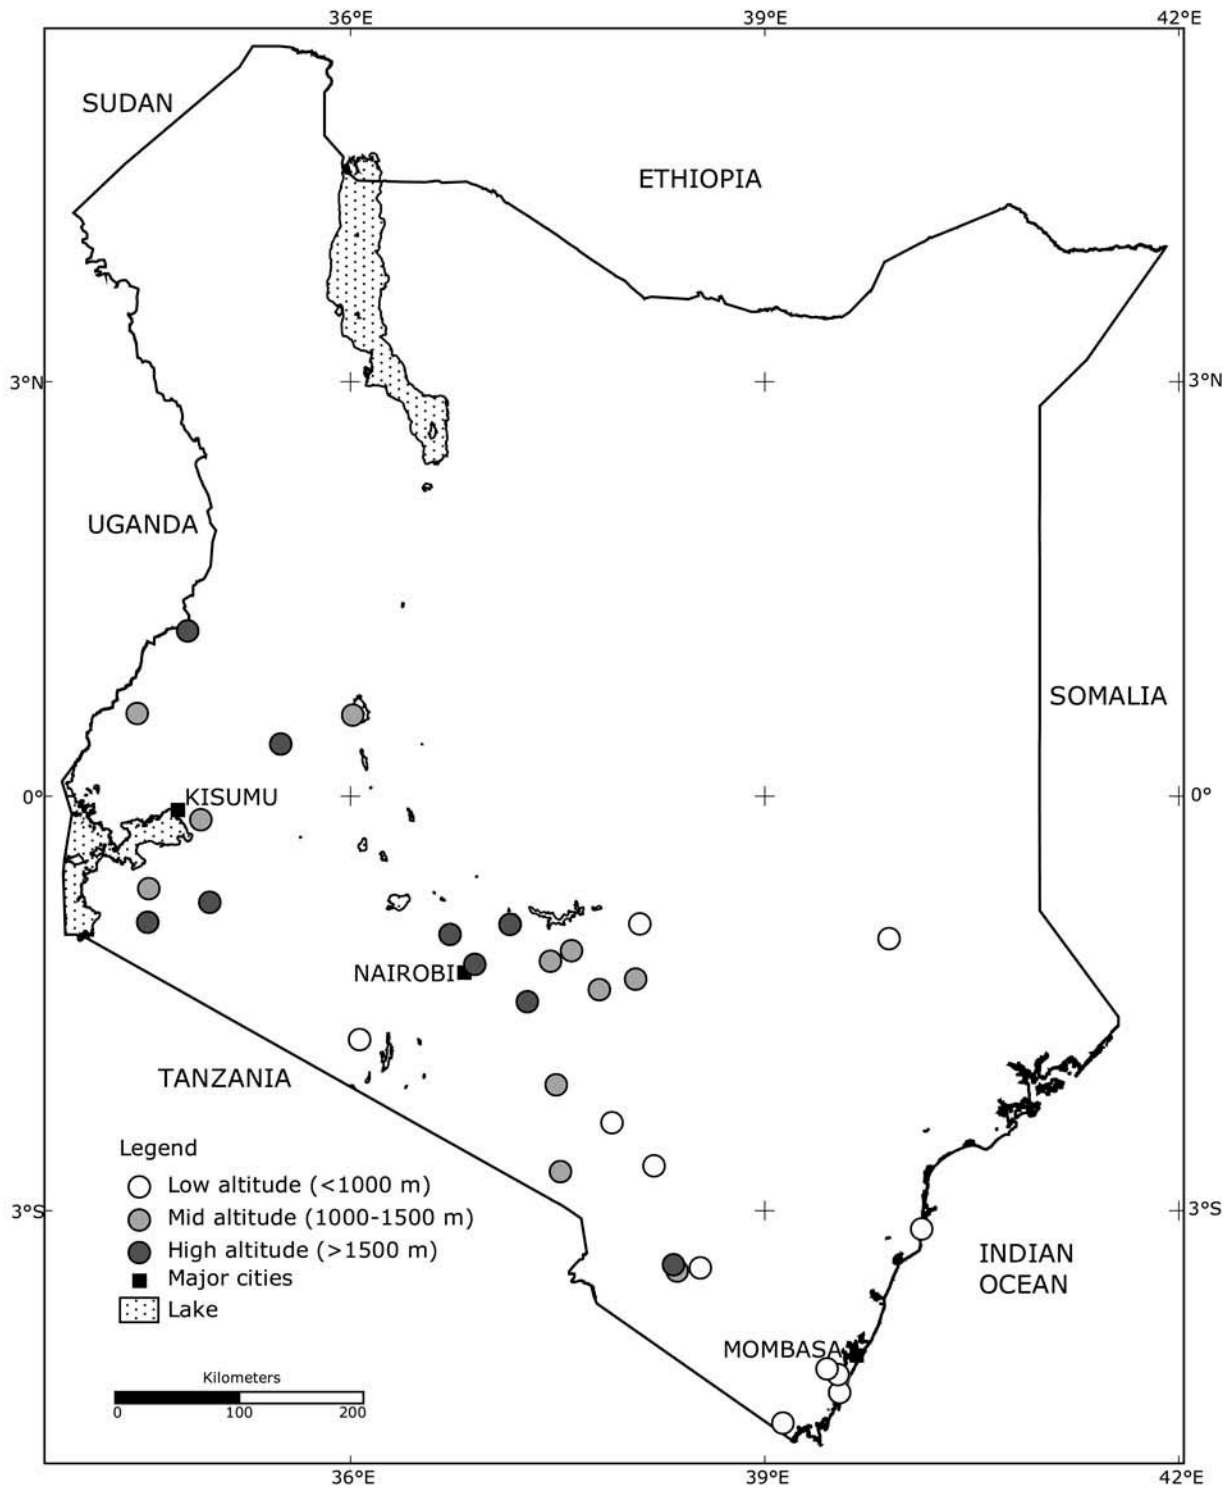 36°E
39°E
42°E
SUDAN
ETHIOPIA
3°N
3°N
UGANDA
SOMALIA
0°
KISUMU
0°
NAIROBI
TANZANIA
Legend
Low altitude (<1000 m)
Mid altitude (1000-1500 m)
High altitude (>1500 m)
Major cities
Lake
3°S
3°S
INDIAN
OCEAN
MOMBASA
Kilometers
0 100 200
36°E
39°E
42°E